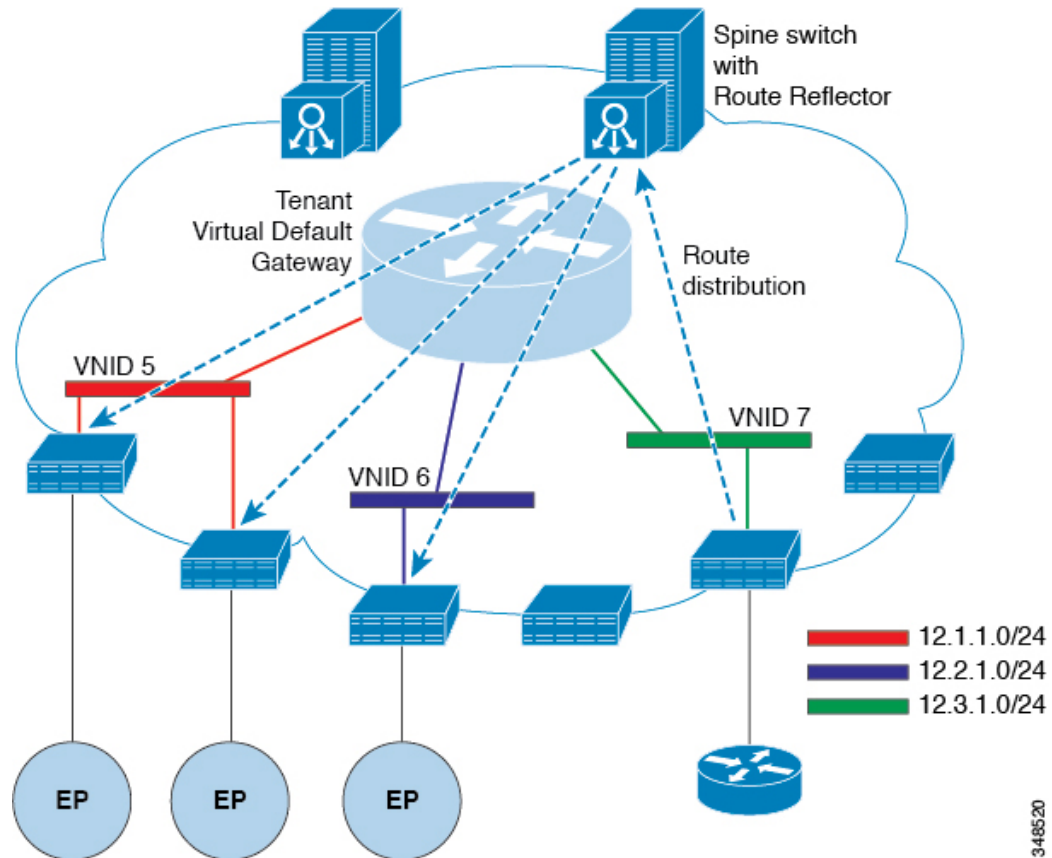 Spine switch
with
Route Reflector
Tenant
Virtual Default
Gateway
Route
distribution
VNID 5
VNID 7
VNID 6
12.1.1.0/24
12.2.1.0/24
12.3.1.0/24
EP
EP
EP
348520